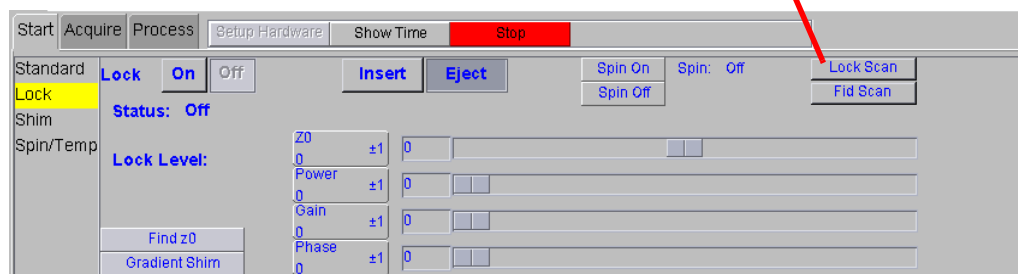 Start Acquire Process Setup Hardware Show Time Stop
Standard Lock On Off Insert Eject Spin On Spin: Off Lock Scan
Lock Spin Off Fid Scan
Status: Off
Shim
Spin/Temp Lock Level:
Z0
0 ±1 0
Power
0 ±1 0
Gain
0 ±1 0
Find z0
Phase
0 ±1 0
Gradient Shim